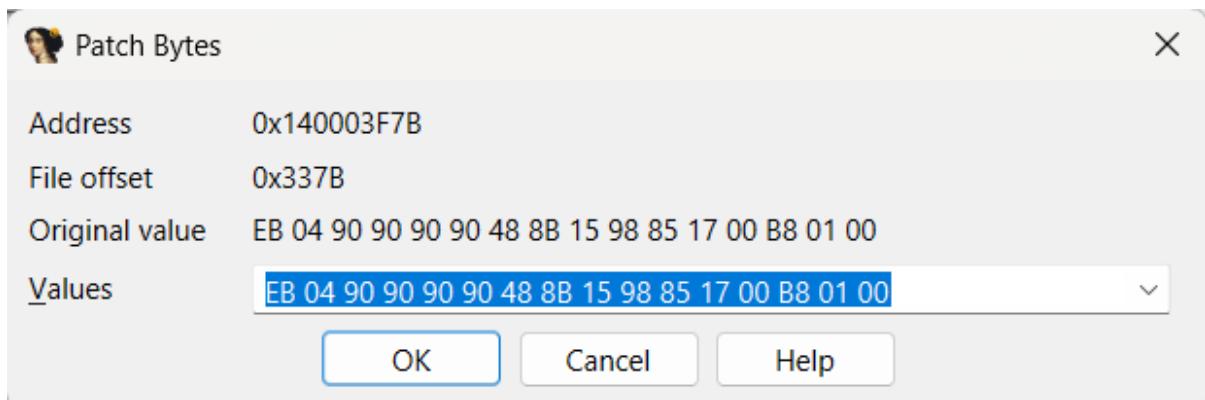 Patch Bytes
Address 0x140003F7B
File offset 0x337B
Original value EB 04 90 90 90 90 48 8B 15 98 85 17 00 B8 01 00
Values EB 04 90 90 90 90 48 8B 15 98 85 17 00 B8 01 00
OK Cancel Help